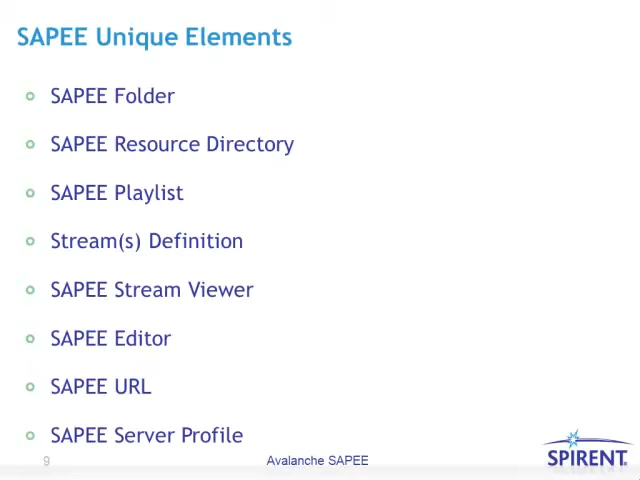 SAPEE Unique Elements
SAPEE Folder
SAPEE Resource Directory
SAPEE Playlist
Stream(s) Definition
SAPEE Stream Viewer
SAPEE Editor
SAPEE URL
SAPEE Server Profile
9
Avalanche SAPEE
SPIRENT